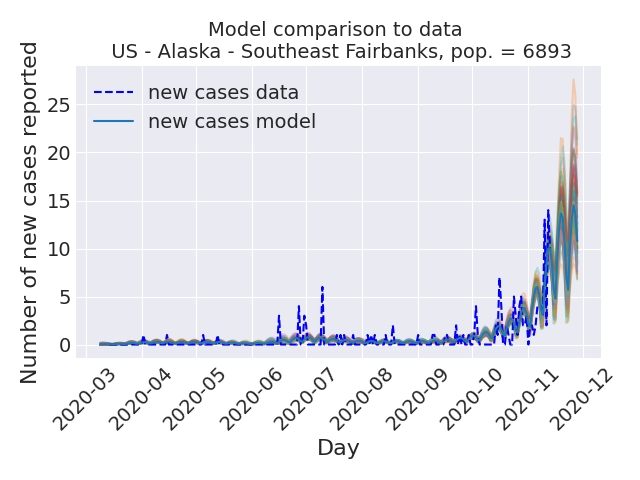 Model comparison to data
US - Alaska - Southeast Fairbanks, pop. = 6893
Number of new cases reported
new cases data
new cases model
25
20
15
10
5
0
2020-03
2020-04
2020-05
2020-06
2020-07
2020-08
2020-09
2020-10
2020-11
2020-12
Day